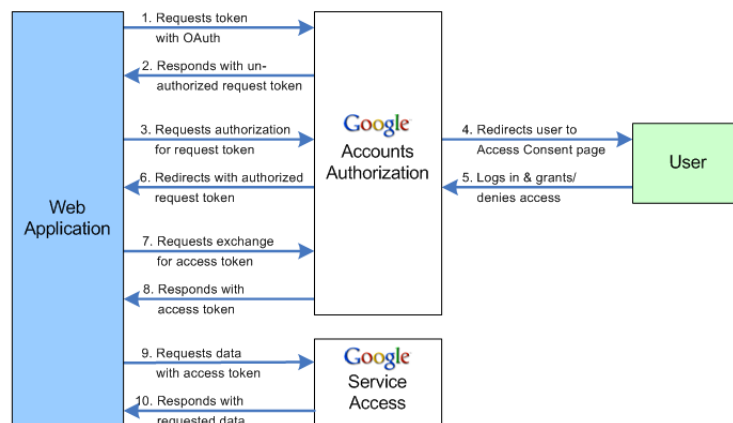 1. Requests token
with OAuth
2. Responds with un-
authorized request token
3. Requests authorization
for request token
Google
Accounts
Authorization
4. Redirects user to
Access Consent page
User
5. Logs in & grants/
denies access
6. Redirects with authorized
request token
Web
Application
7. Requests exchange
for access token
8. Responds with
access token
9. Requests data
with access token
Google
Service
Access
10. Responds with
requested data